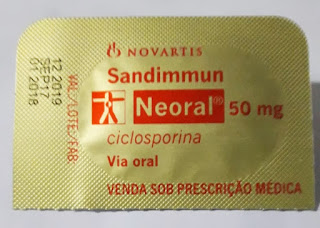 NOVARTIS
Sandimmun
Neoral® 50 mg
ciclosporina
Via oral
VENDA SOB PRESCRIÇÃO MÉDICA
VAL/LOTE/FAB.
12.2019
SEP17
01 2018